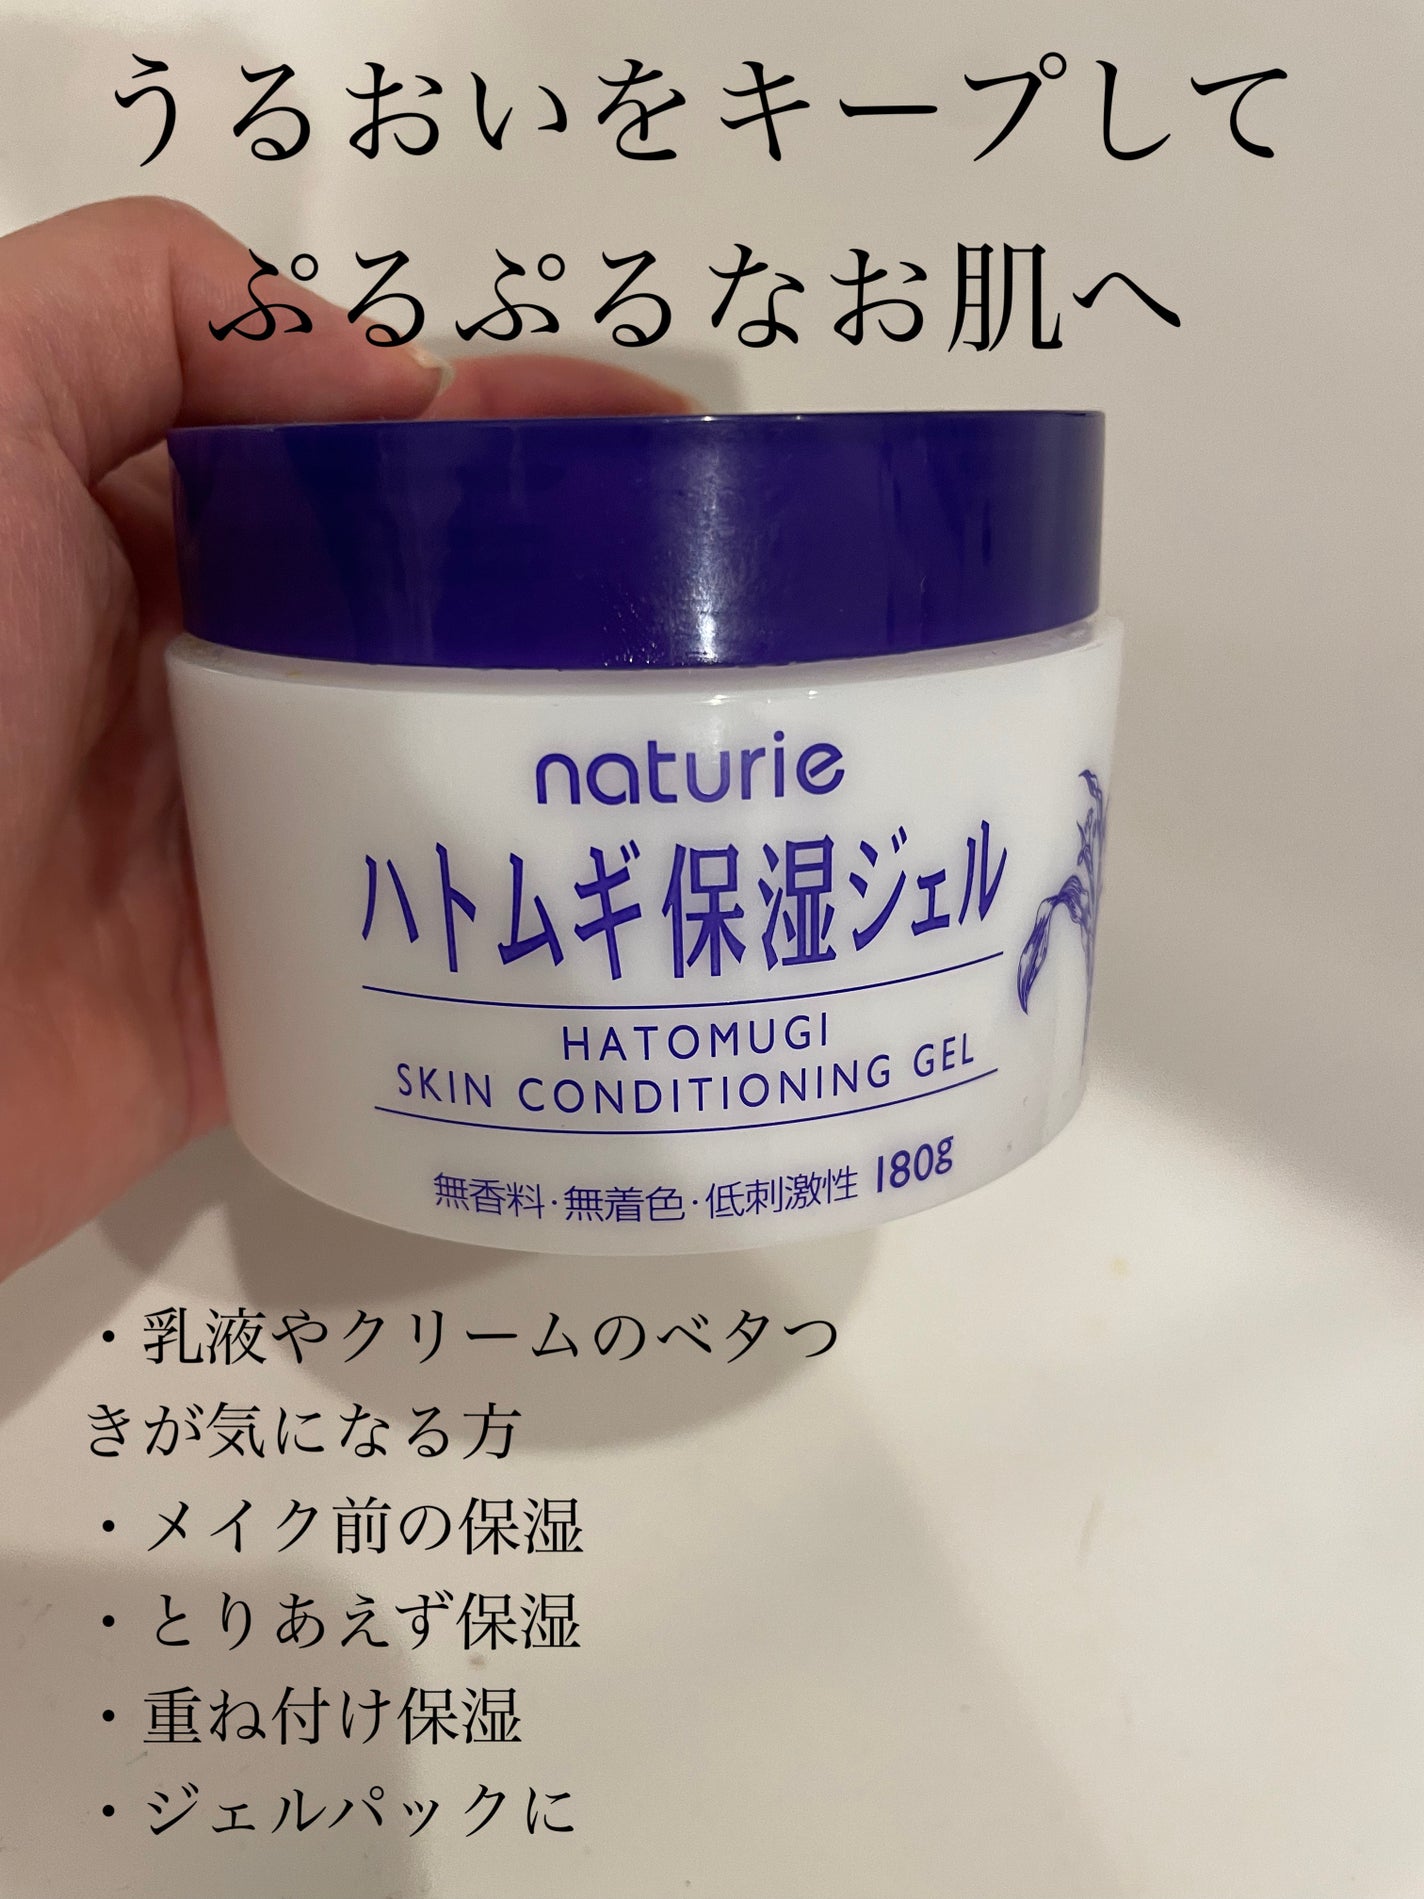 うるおいをキープして
ぷるぷるなお肌へ
naturie
ハトムギ保湿ジェル
HATOMUGI
SKIN CONDITIONING GEL
無香料・無着色・低刺激性 180g
・乳液やクリームのベタつ
きが気になる方
・メイク前の保湿
・とりあえず保湿
・重ね付け保湿
・ジェルパックに